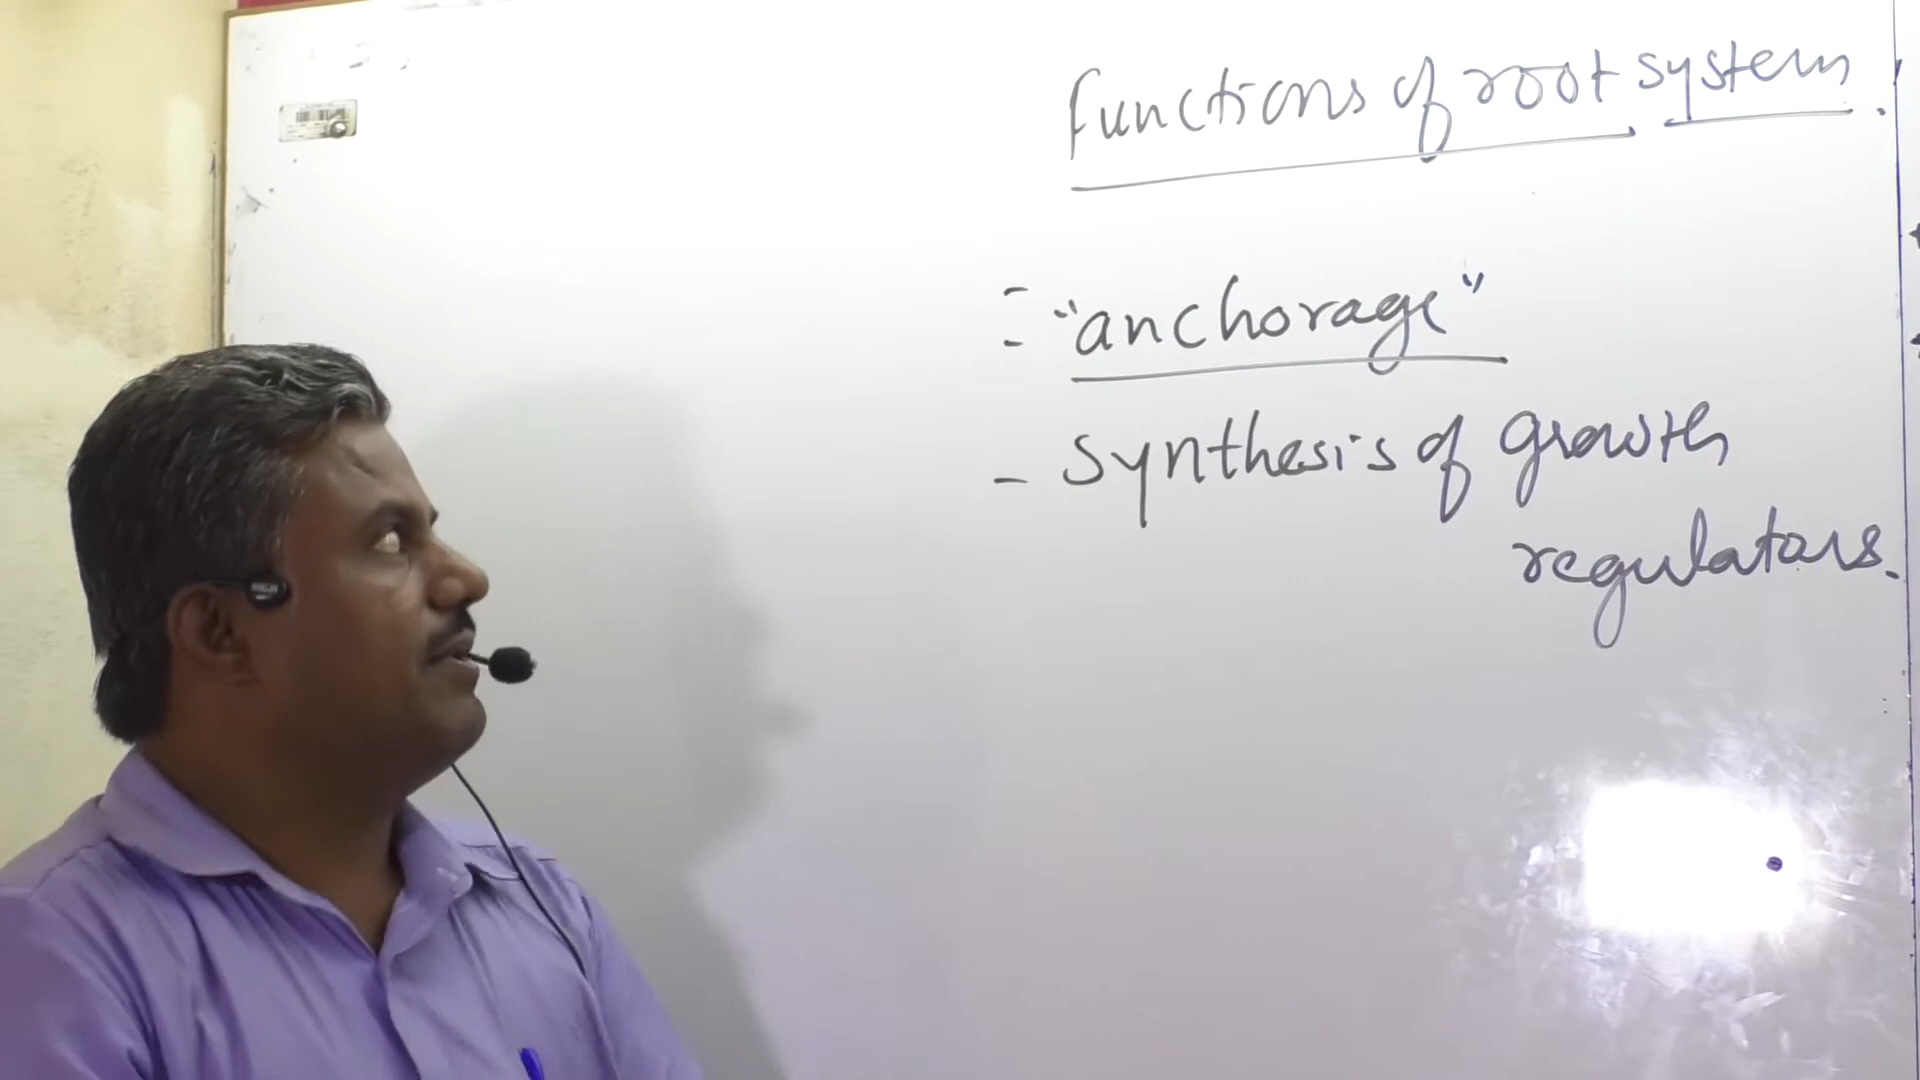 Functions of root system.
= "anchorage"
- Synthesis of growth
regulators.